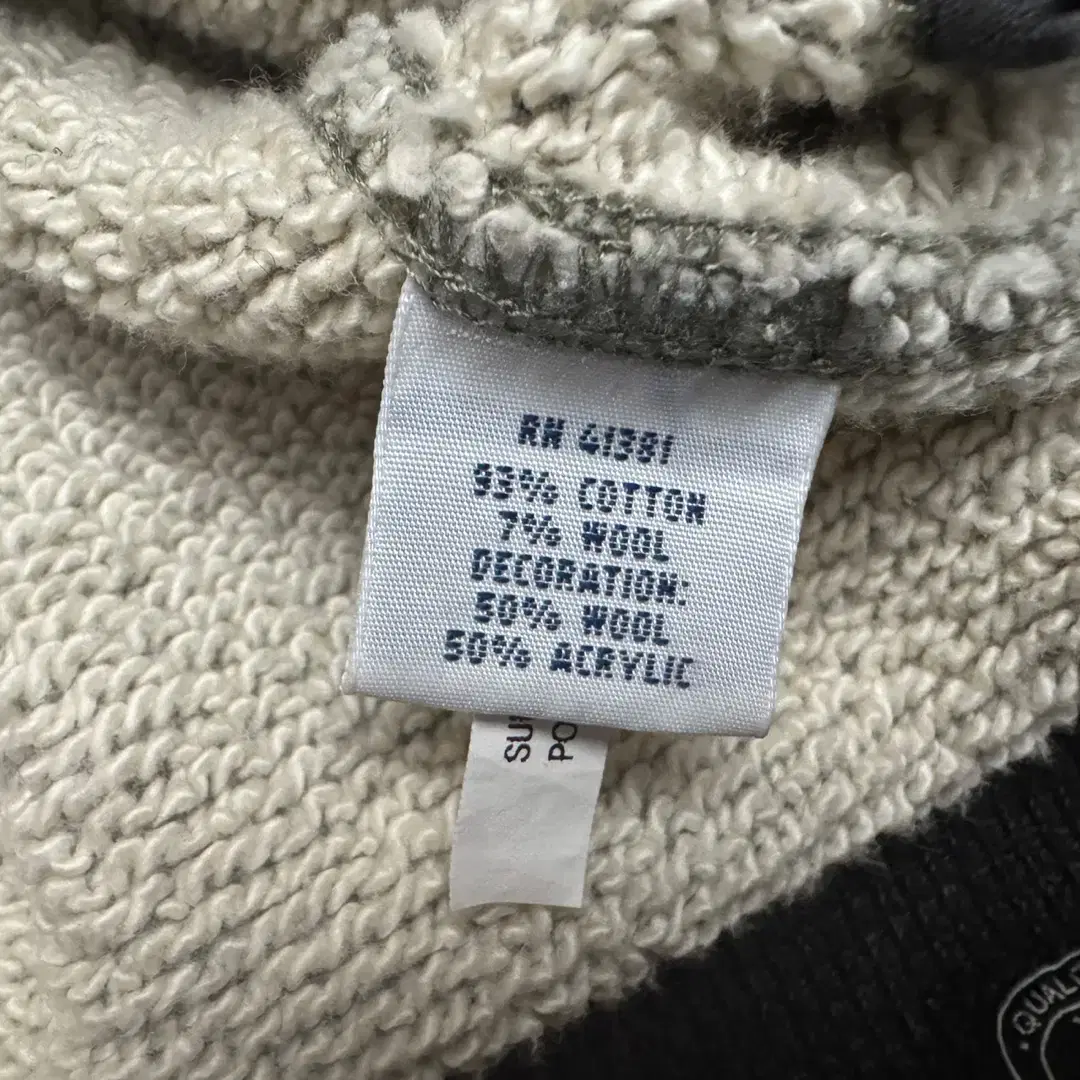 RN 41381
93% COTTON
7% WOOL
DECORATION:
50% WOOL
50% ACRYLIC